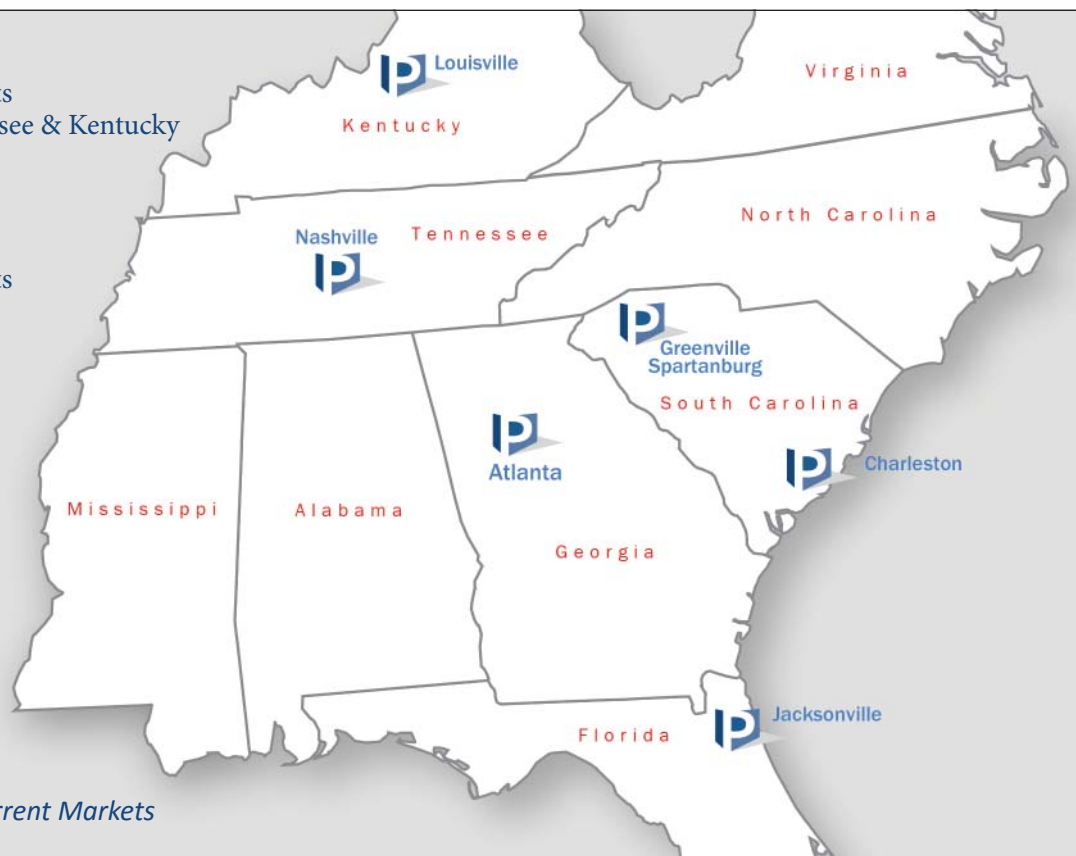 Louisville
Virginia
ts
see & Kentucky
Kentucky
North Carolina
Nashville
Tennessee
ts
Greenville
Spartanburg
South Carolina
Atlanta
Charleston
Mississippi
Alabama
Georgia
Jacksonville
Florida
rrent Markets